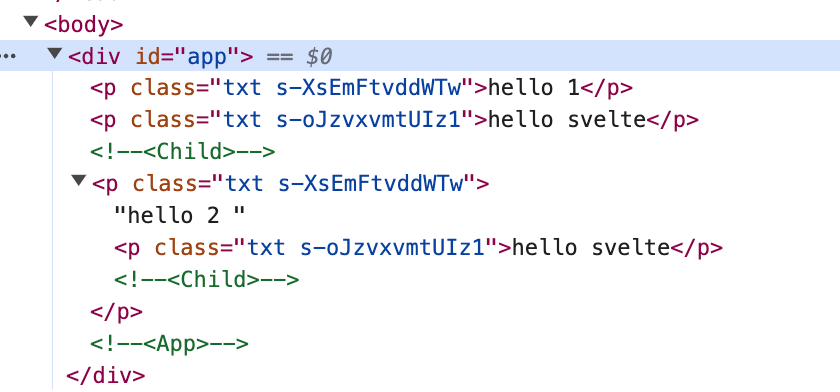 <body>
<div id="app"> == $0
<p class="txt s-XsEmFtvddWTw">hello 1</p>
<p class="txt s-oJzvxvmtUIz1">hello svelte</p>
<!--<Child>-->
<p class="txt s-XsEmFtvddWTw">
"hello 2 "
<p class="txt s-oJzvxvmtUIz1">hello svelte</p>
<!--<Child>-->
</p>
<!--<App>-->
</div>